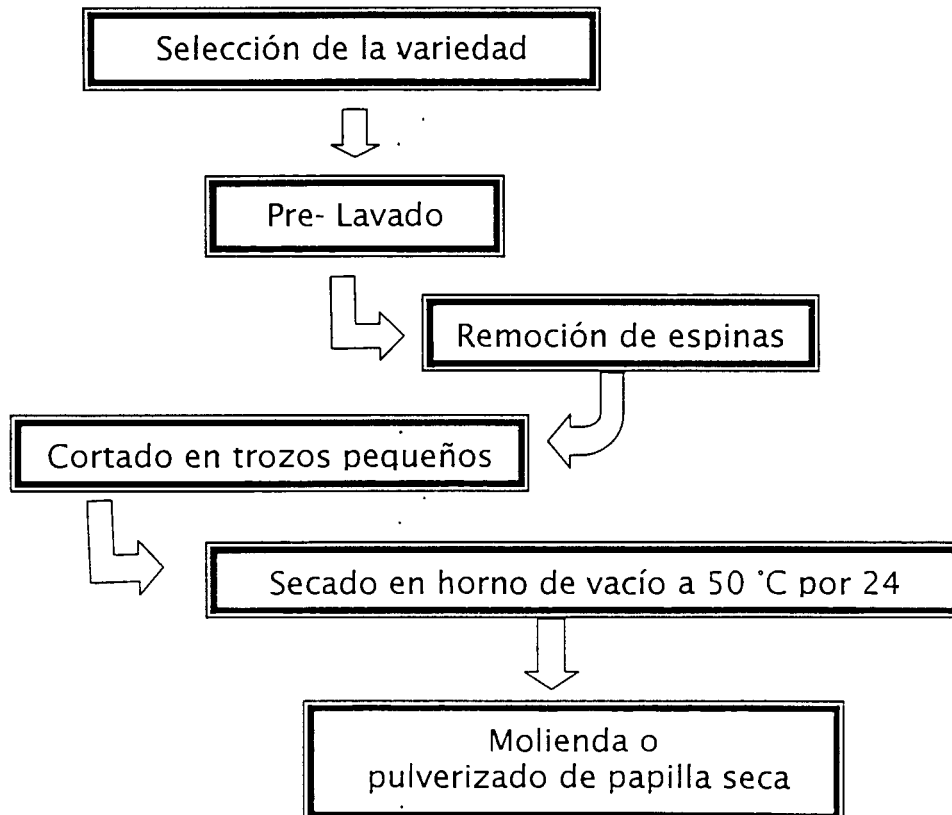 Selección de la variedad
Pre- Lavado
Remoción de espinas
Cortado en trozos pequeños
Secado en horno de vacío a 50 °C por 24
Molienda o
pulverizado de papilla seca